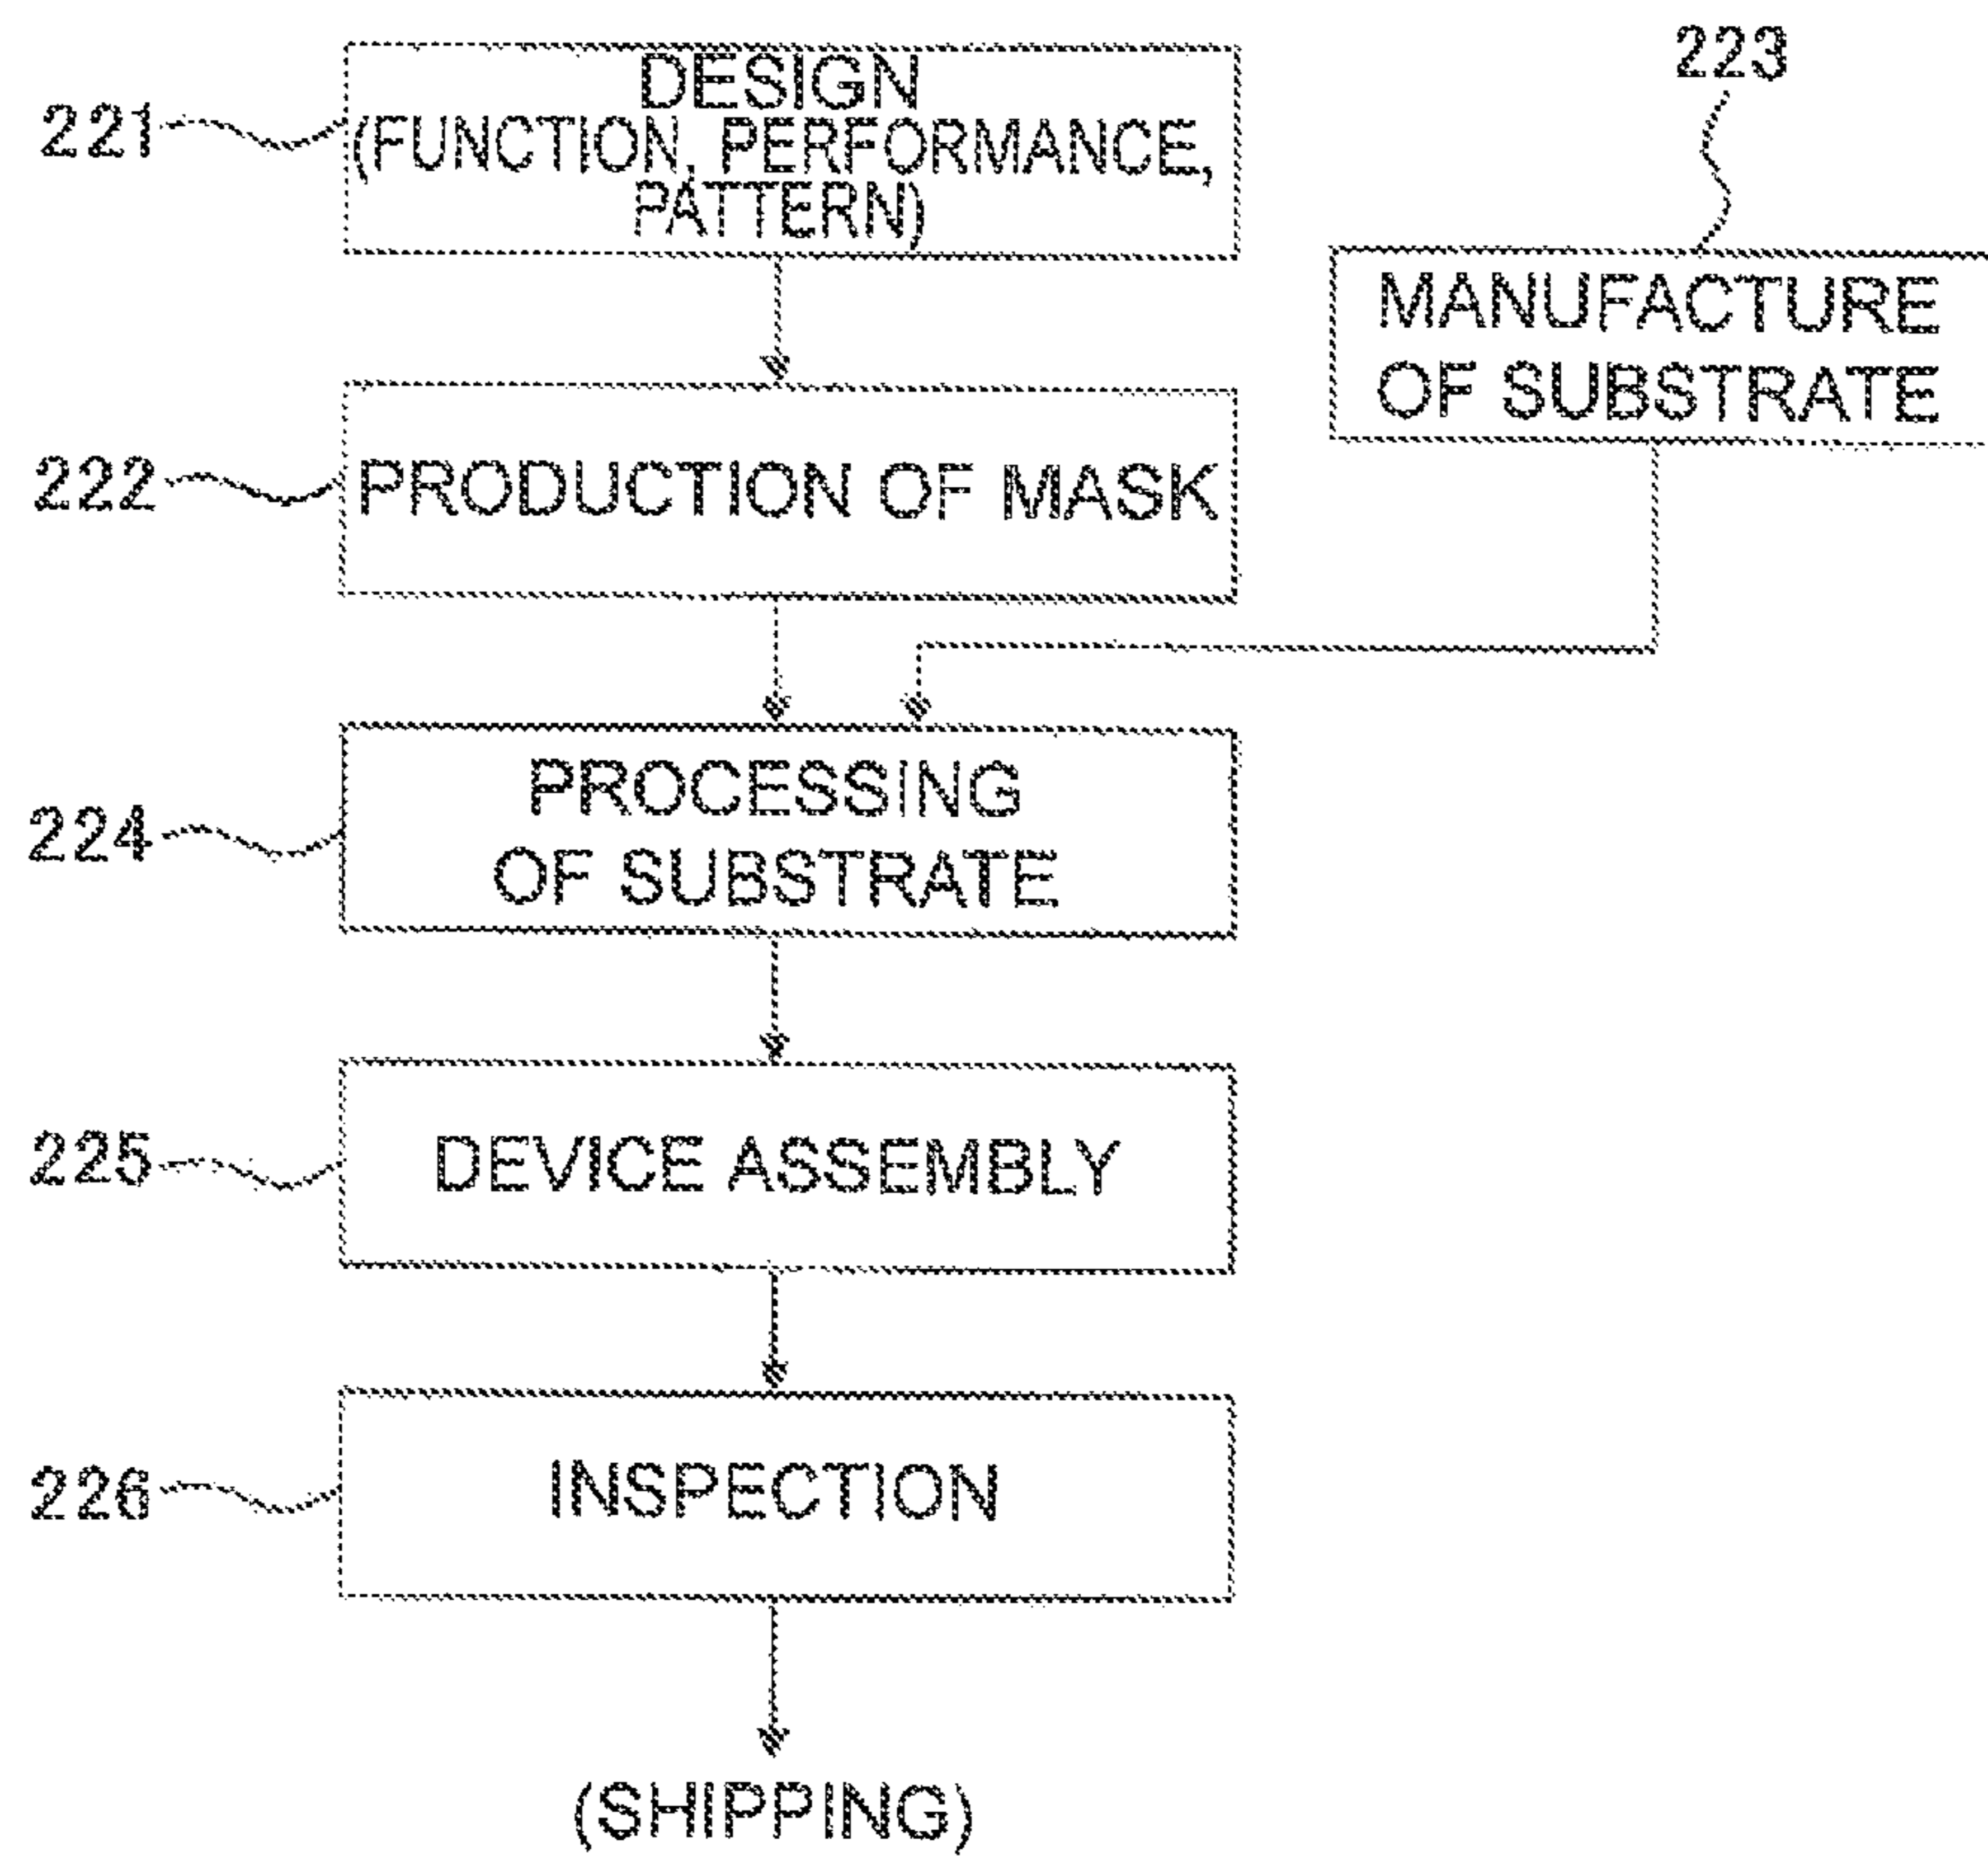 223
221
DESIGN
(FUNCTION, PERFORMANCE,
PATTERN)
MANUFACTURE
OF SUBSTRATE
222
PRODUCTION OF MASK
224
PROCESSING
OF SUBSTRATE
225
DEVICE ASSEMBLY
226
INSPECTION
(SHIPPING)